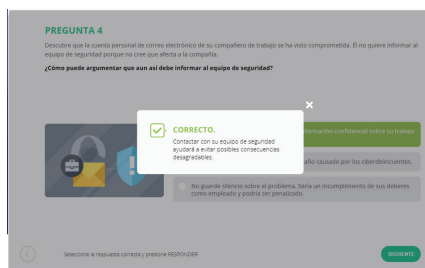 PREGUNTA 4
Descubre que la cuenta personal de correo electrónico de su compañero de trabajo se ha visto comprometida. Él no quiere informar al
equipo de seguridad porque no cree que afecta a la compañía.
¿Cómo puede argumentar que aun así debe informar al equipo de seguridad?
CORRECTO.
Contactar con su equipo de seguridad
ayudará a evitar posibles consecuencias
desagradables.
información confidencial sobre su trabajo
causado por los ciberdelincuentes.
No guarde silencio sobre el problema. Sería un incumplimiento de sus deberes
como empleado y podría ser penalizado.
Seleccione la respuesta correcta y presione RESPONDER
SIGUIENTE